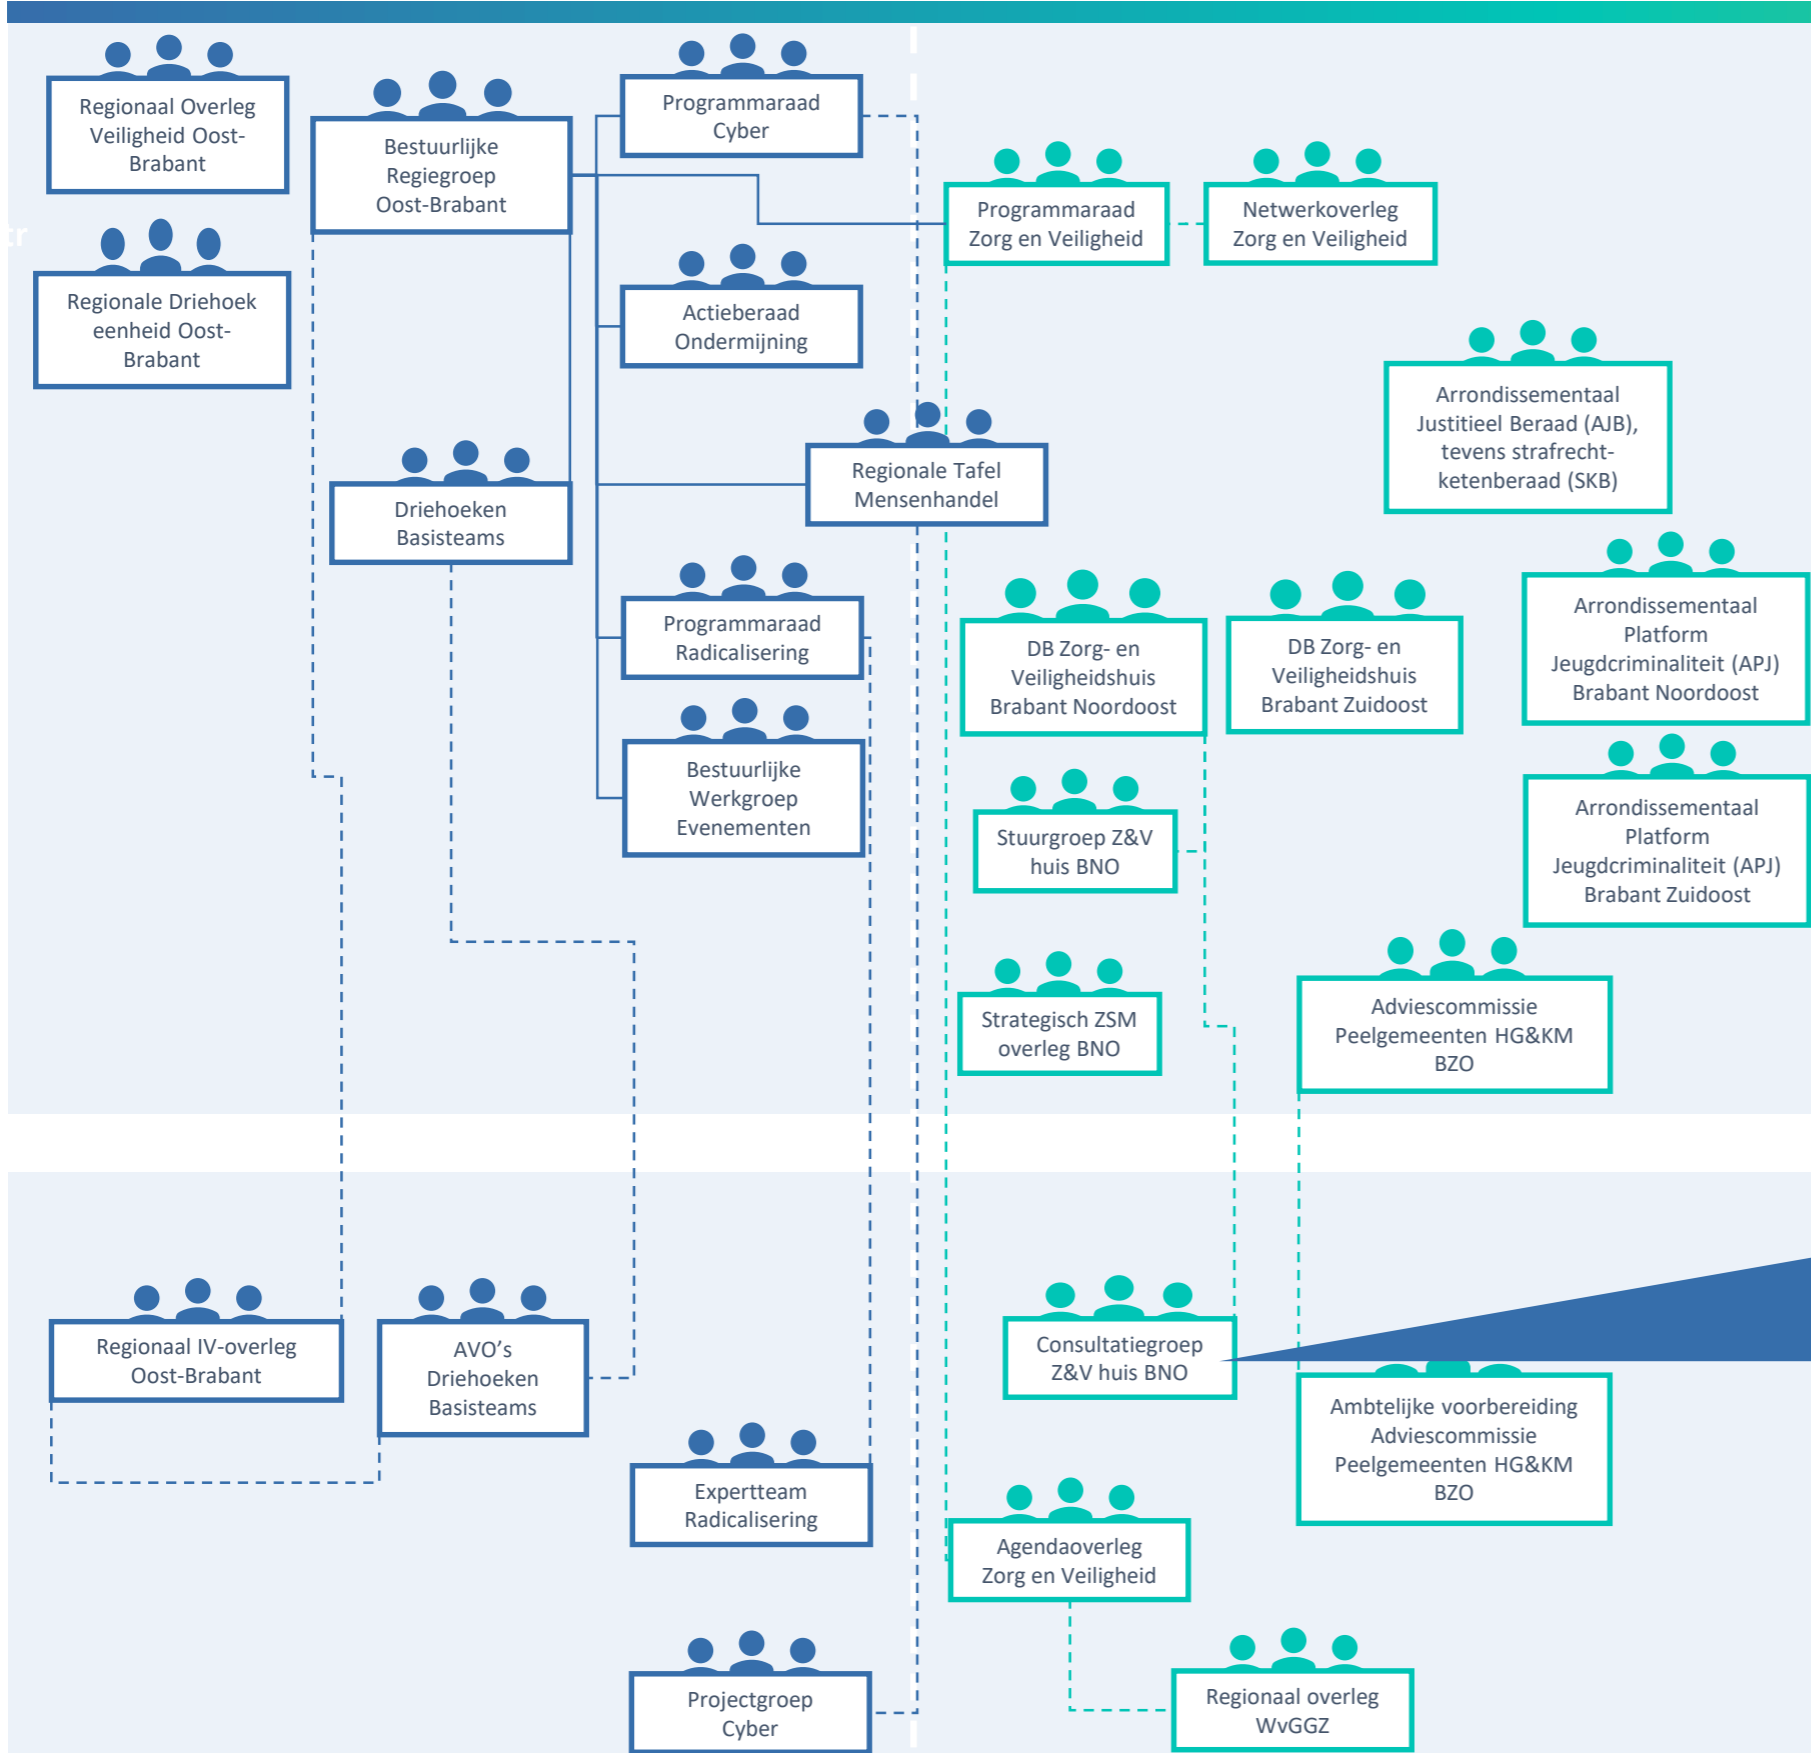 Regionaal Overleg
Veiligheid Oost-
Brabant
Bestuurlijke
Regiegroep
Oost-Brabant
Programmaraad
Cyber
Programmaraad
Zorg en Veiligheid
Netwerkoverleg
Zorg en Veiligheid
tr
Regionale Driehoek
eenheid Oost-
Brabant
Actieberaad
Ondermijning
Arrondissementaal
Justitieel Beraad (AJB),
tevens strafrecht-
ketenberaad (SKB)
Driehoeken
Basisteams
Regionale Tafel
Mensenhandel
Programmaraad
Radicalisering
DB Zorg- en
Veiligheidshuis
Brabant Noordoost
DB Zorg- en
Veiligheidshuis
Brabant Zuidoost
Arrondissementaal
Platform
Jeugdcriminaliteit (APJ)
Brabant Noordoost
Bestuurlijke
Werkgroep
Evenementen
Stuurgroep Z&V
huis BNO
Arrondissementaal
Platform
Jeugdcriminaliteit (APJ)
Brabant Zuidoost
Strategisch ZSM
overleg BNO
Adviescommissie
Peelgemeenten HG&KM
BZO
Regionaal IV-overleg
Oost-Brabant
AVO's
Driehoeken
Basisteams
Consultatiegroep
Z&V huis BNO
Ambtelijke voorbereiding
Adviescommissie
Peelgemeenten HG&KM
BZO
Expertteam
Radicalisering
Agendaoverleg
Zorg en Veiligheid
Projectgroep
Cyber
Regionaal overleg
WvGGZ